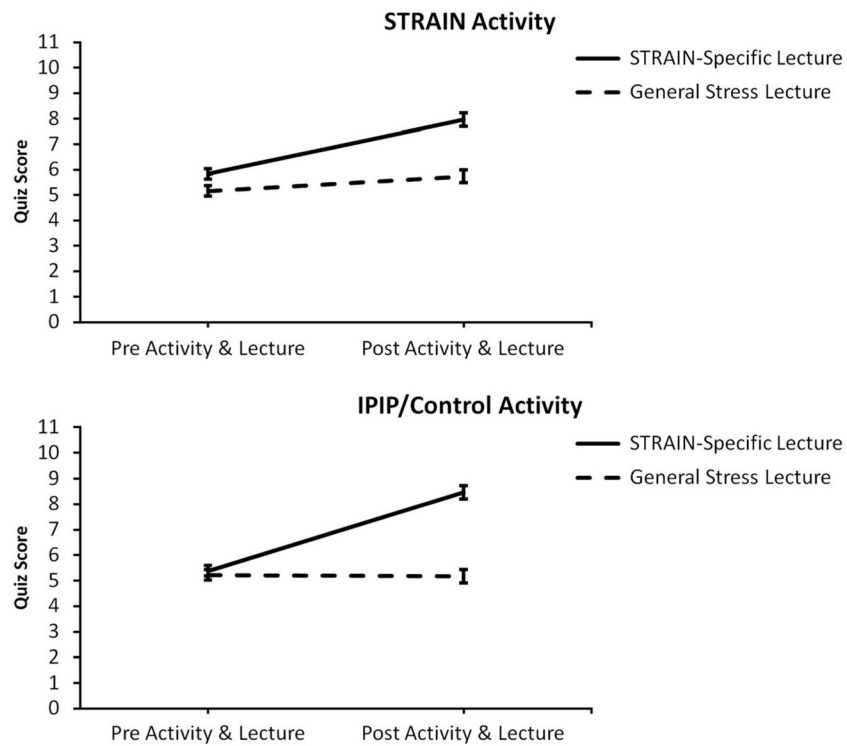 STRAIN Activity
11
10
9
8
7
6
5
4
3
2
1
0
Quiz Score
STRAIN-Specific Lecture
General Stress Lecture
Pre Activity & Lecture
Post Activity & Lecture
IPIP/Control Activity
11
10
9
8
7
6
5
4
3
2
1
0
Quiz Score
STRAIN-Specific Lecture
General Stress Lecture
Pre Activity & Lecture
Post Activity & Lecture